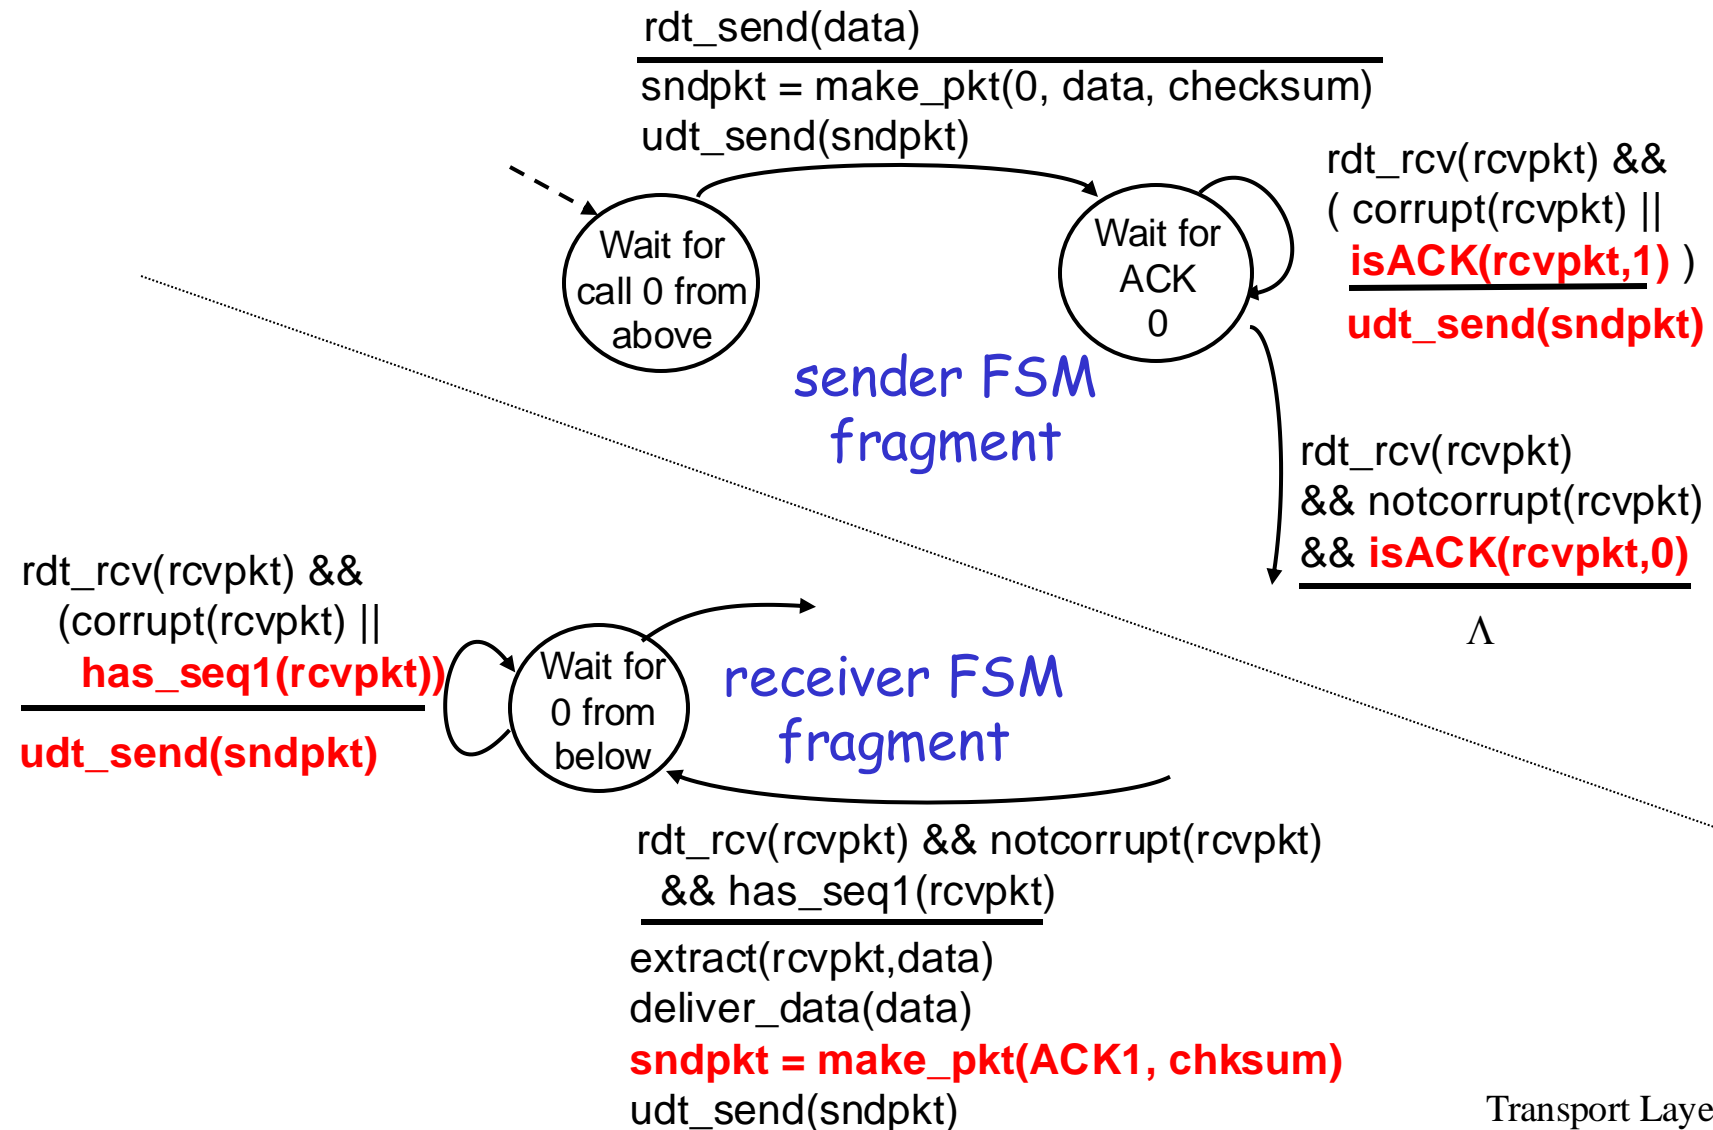 rdt_send(data)
sndpkt = make_pkt(0, data, checksum)
udt_send(sndpkt)
Wait for
call 0 from
above
Wait for
ACK
0
rdt_rcv(rcvpkt) &&
( corrupt(rcvpkt) ||
isACK(rcvpkt,1) )
udt_send(sndpkt)
sender FSM
fragment
rdt_rcv(rcvpkt)
&& notcorrupt(rcvpkt)
&& isACK(rcvpkt,0)
Λ
rdt_rcv(rcvpkt) &&
(corrupt(rcvpkt) ||
has_seq1(rcvpkt))
udt_send(sndpkt)
Wait for
0 from
below
receiver FSM
fragment
rdt_rcv(rcvpkt) && notcorrupt(rcvpkt)
&& has_seq1(rcvpkt)
extract(rcvpkt,data)
deliver_data(data)
sndpkt = make_pkt(ACK1, chksum)
udt_send(sndpkt)
Transport Laye